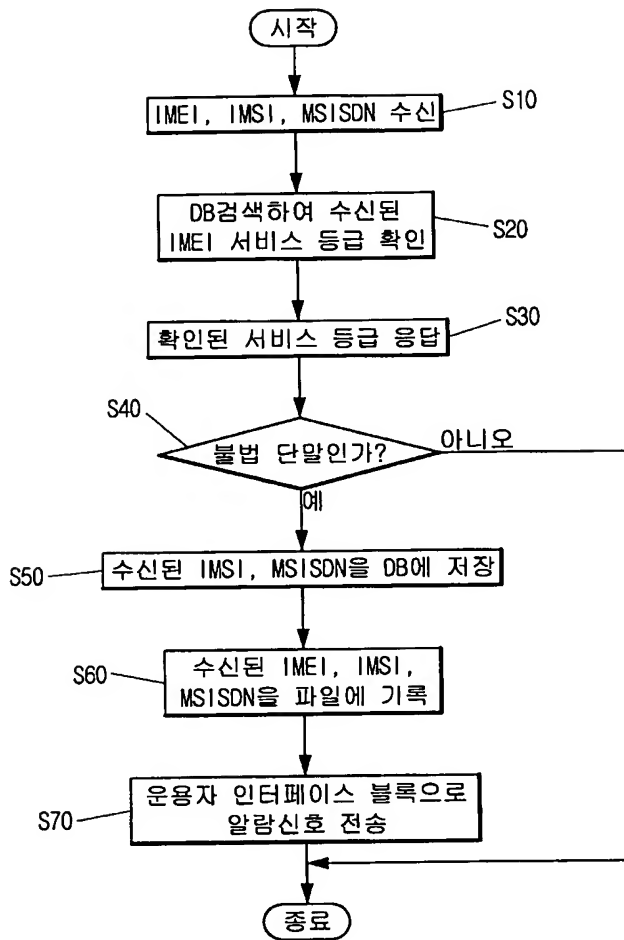 시작
IMEI, IMSI, MSISDN 수신
S10
DB검색하여 수신된
IMEI 서비스 등급 확인
S20
확인된 서비스 등급 응답
S30
S40
불법 단말인가?
아니오
예
S50
수신된 IMSI, MSISDN을 DB에 저장
S60
수신된 IMEI, IMSI,
MSISDN을 파일에 기록
S70
운용자 인터페이스 블록으로
알람신호 전송
종료